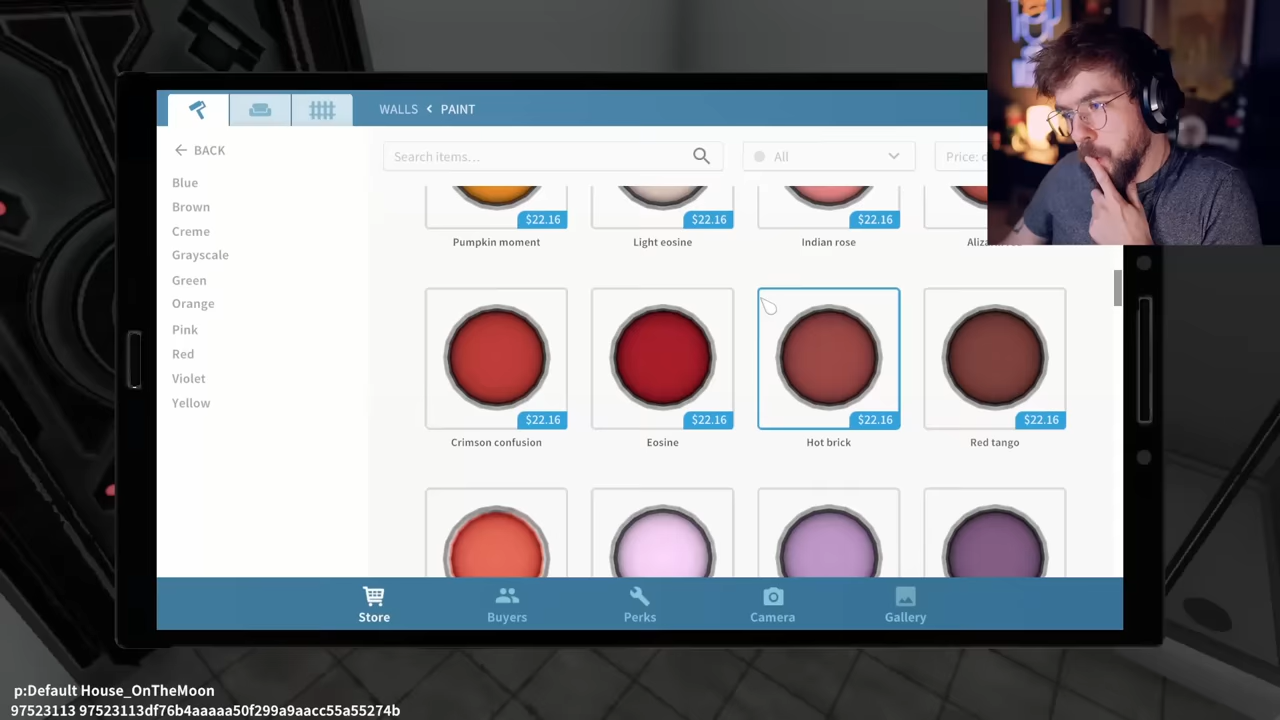 WALLS < PAINT
BACK
Search items...
All
Price:
Blue
Brown
Creme
Grayscale
Green
Orange
Pink
Red
Violet
Yellow
$22.16 $22.16 $22.16
Pumpkin moment Light eosine Indian rose
$22.16 $22.16 $22.16 $22.16
Crimson confusion Eosine Hot brick Red tango
Store Buyers Perks Camera Gallery
p:Default House_OnTheMoon
97523113 97523113df76b4aaaaa50f299a9aacc55a55274b